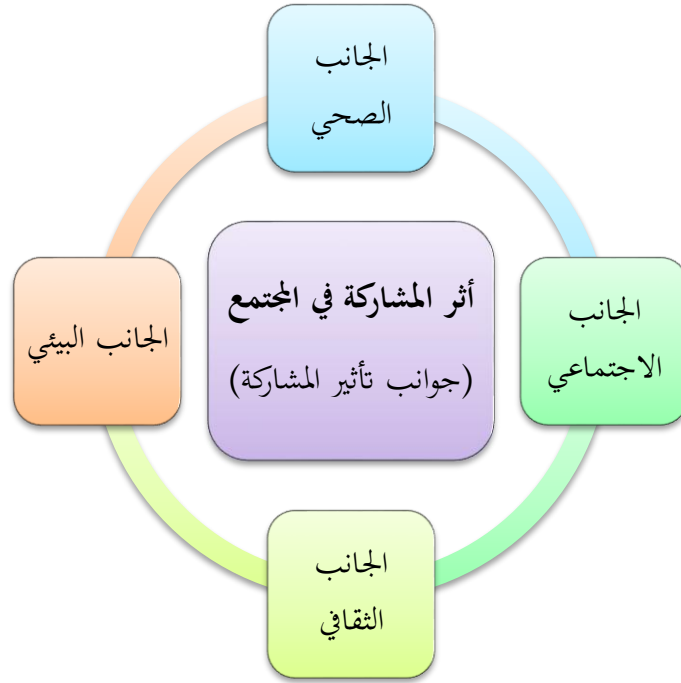 الجانب
الصحي
أثر المشاركة في المجتمع
(جوانب تأثير المشاركة)
الجانب
الاجتماعي
الجانب البيئي
الجانب
الثقافي